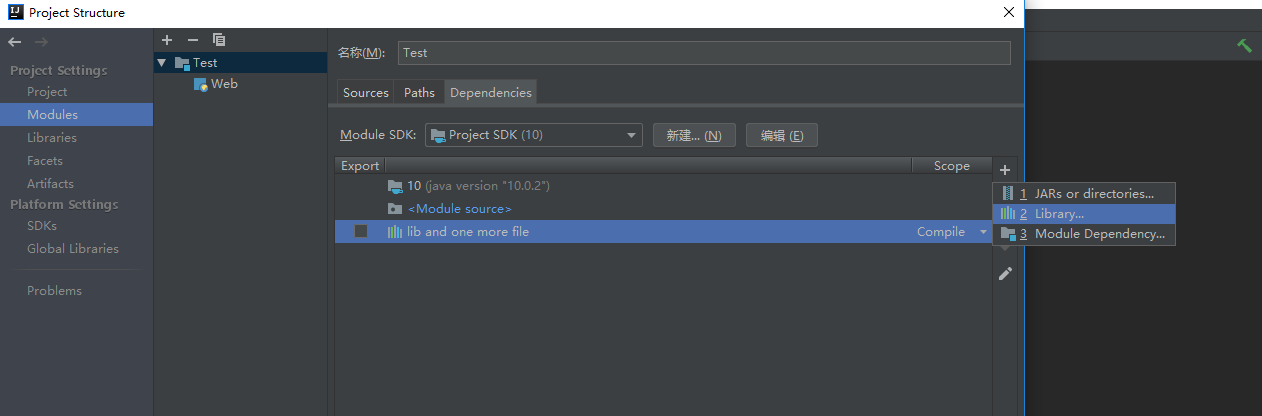 Project Structure
Project Settings
Project
Modules
Libraries
Facets
Artifacts
Platform Settings
SDKs
Global Libraries
Problems
Test
Web
名称(M): Test
Sources Paths Dependencies
Module SDK: Project SDK (10) 新建... (N) 编辑 (E)
Export Scope
10 (java version "10.0.2")
<Module source>
lib and one more file Compile
1 JARs or directories...
2 Library...
3 Module Dependency...